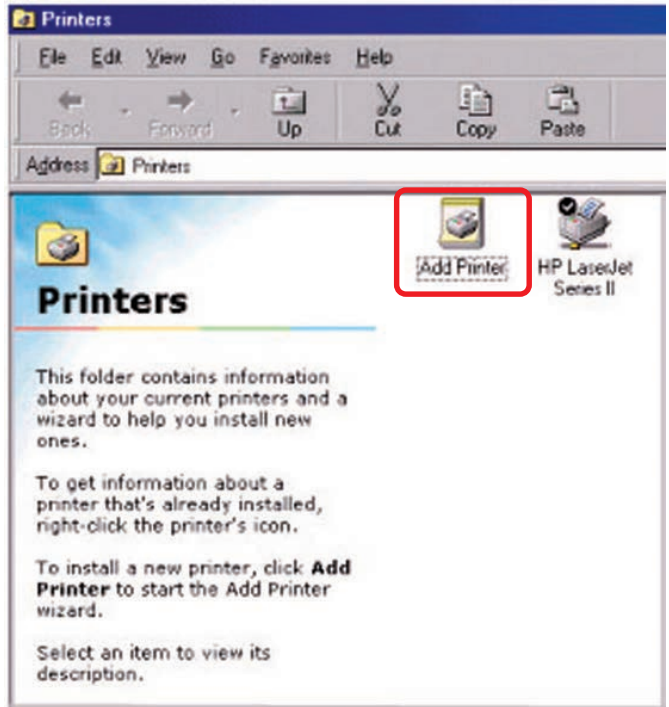 Printers
File Edit View Go Favorites Help
Back Forward Up Cut Copy Paste
Address Printers
Add Printer
HP LaserJet
Series II
Printers
This folder contains information
about your current printers and a
wizard to help you install new
ones.
To get information about a
printer that's already installed,
right-click the printer's icon.
To install a new printer, click Add
Printer to start the Add Printer
wizard.
Select an item to view its
description.